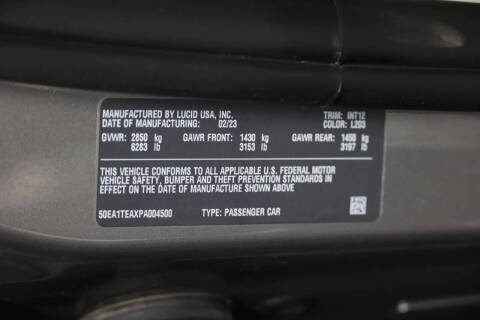 MANUFACTURED BY LUCID USA, INC. TRIM: INT12
DATE OF MANUFACTURING: 02/23 COLOR: L203
GVWR: 2850 kg GAWR FRONT: 1430 kg GAWR REAR: 1450 kg
6283 lb 3153 lb 3197 lb
THIS VEHICLE CONFORMS TO ALL APPLICABLE U.S. FEDERAL MOTOR
VEHICLE SAFETY, BUMPER AND THEFT PREVENTION STANDARDS IN
EFFECT ON THE DATE OF MANUFACTURE SHOWN ABOVE
50EA1TEAXPA004500 TYPE: PASSENGER CAR